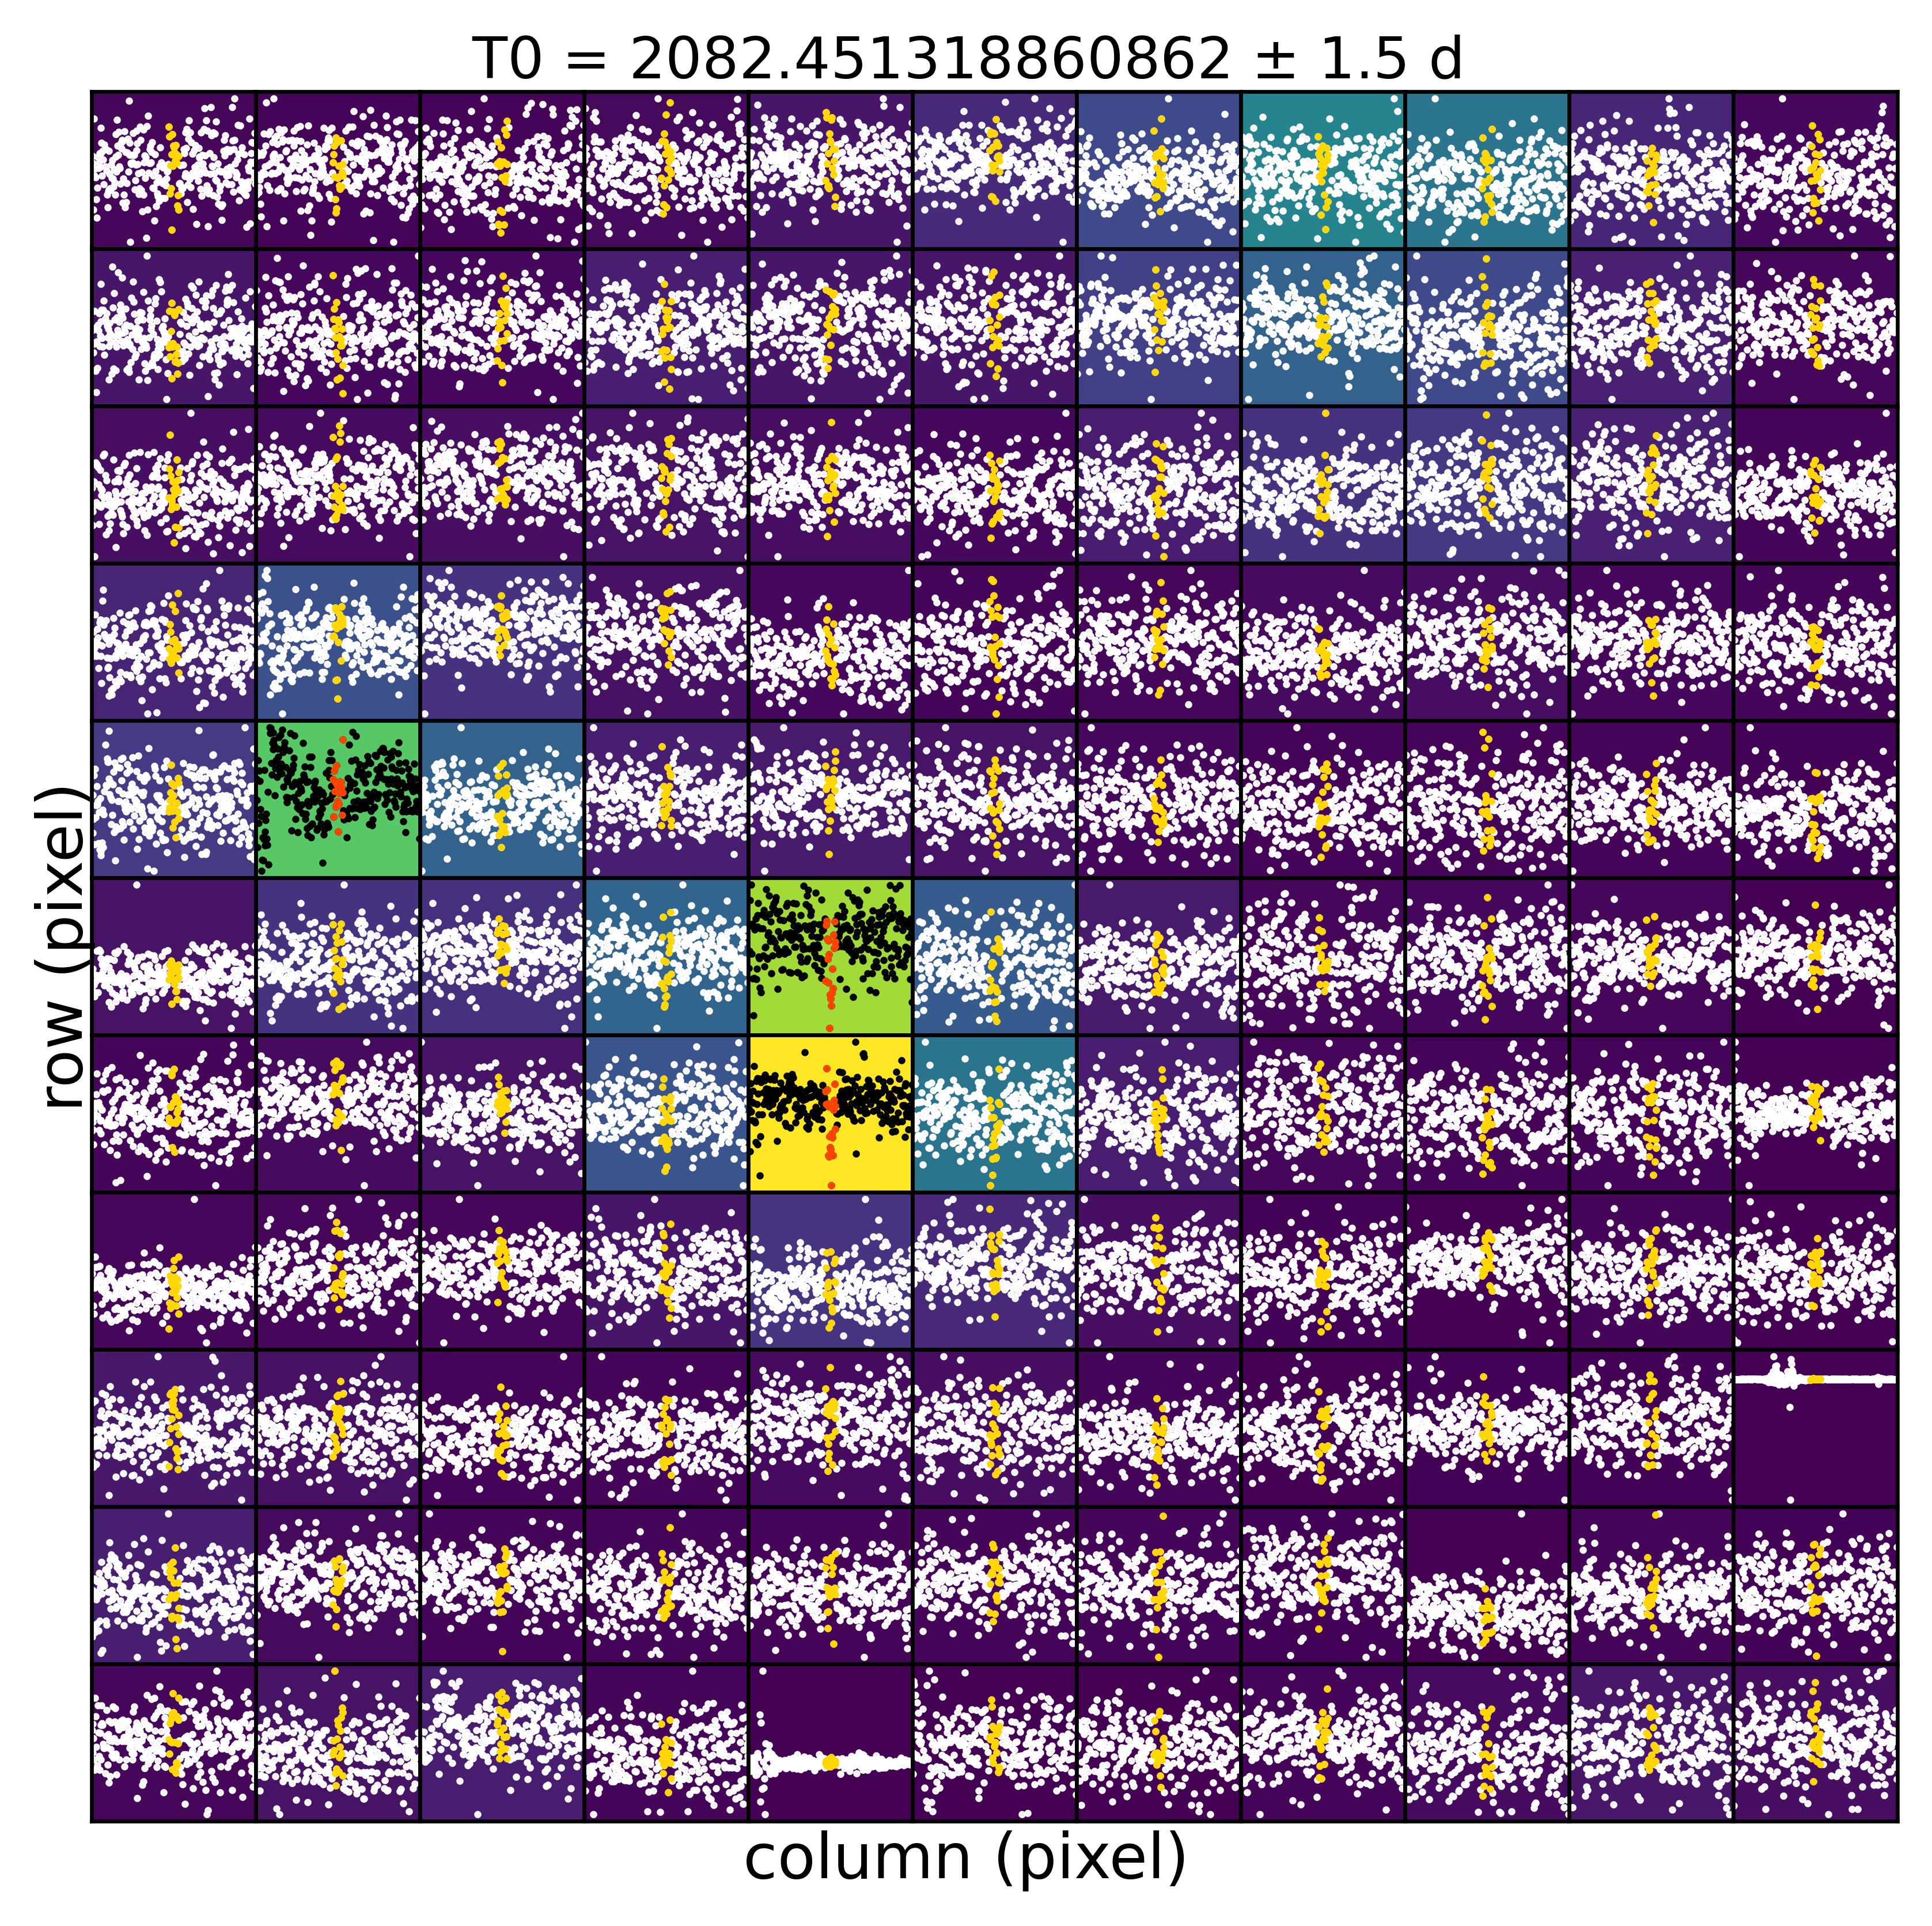 T0 = 2082.451318860862 ± 1.5 d
row (pixel)
column (pixel)